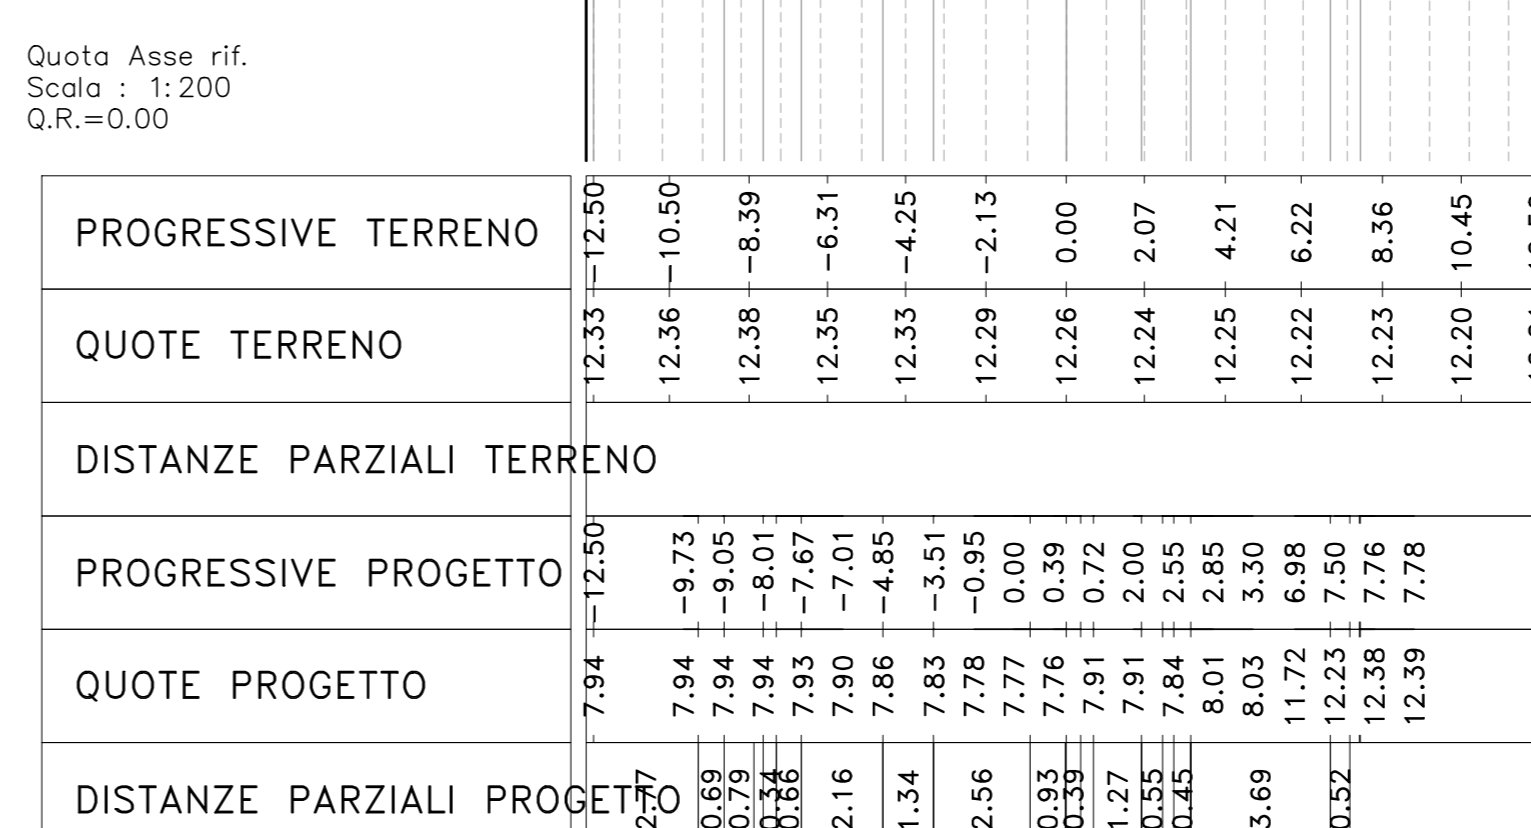 Quota Asse rif.
Scala : 1:200
Q.R.=0.00
PROGRESSIVE TERRENO −12.50 −10.50 −8.39 −6.31 −4.25 −2.13 0.00 2.07 4.21 6.22 8.36 10.45
QUOTE TERRENO 12.33 12.36 12.38 12.35 12.33 12.29 12.26 12.24 12.25 12.22 12.23 12.20
DISTANZE PARZIALI TERRENO
PROGRESSIVE PROGETTO −12.50 −9.73 −9.05 −8.01 −7.67 −7.01 −4.85 −3.51 −0.95 0.00 0.39 0.72 2.00 2.55 2.85 3.30 6.98 7.50 7.76 7.78
QUOTE PROGETTO 7.94 7.94 7.94 7.94 7.93 7.90 7.86 7.83 7.78 7.77 7.76 7.91 7.91 7.84 8.01 8.03 11.72 12.23 12.38 12.39
DISTANZE PARZIALI PROGETTO 2.77 0.69 0.79 0.34 0.66 2.16 1.34 2.56 0.93 0.39 1.27 0.55 0.45 3.69 0.52